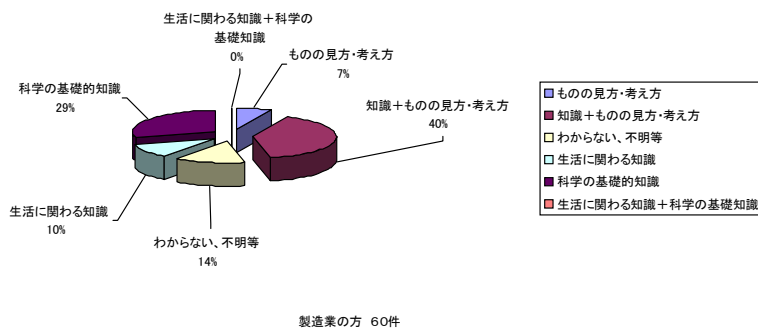 生活に関わる知識＋科学の
基礎知識
0%
ものの見方・考え方
7%
科学の基礎的知識
29%
知識＋ものの見方・考え方
40%
生活に関わる知識
10%
わからない、不明等
14%
ものの見方・考え方
知識＋ものの見方・考え方
わからない、不明等
生活に関わる知識
科学の基礎的知識
生活に関わる知識＋科学の基礎知識
製造業の方 60件